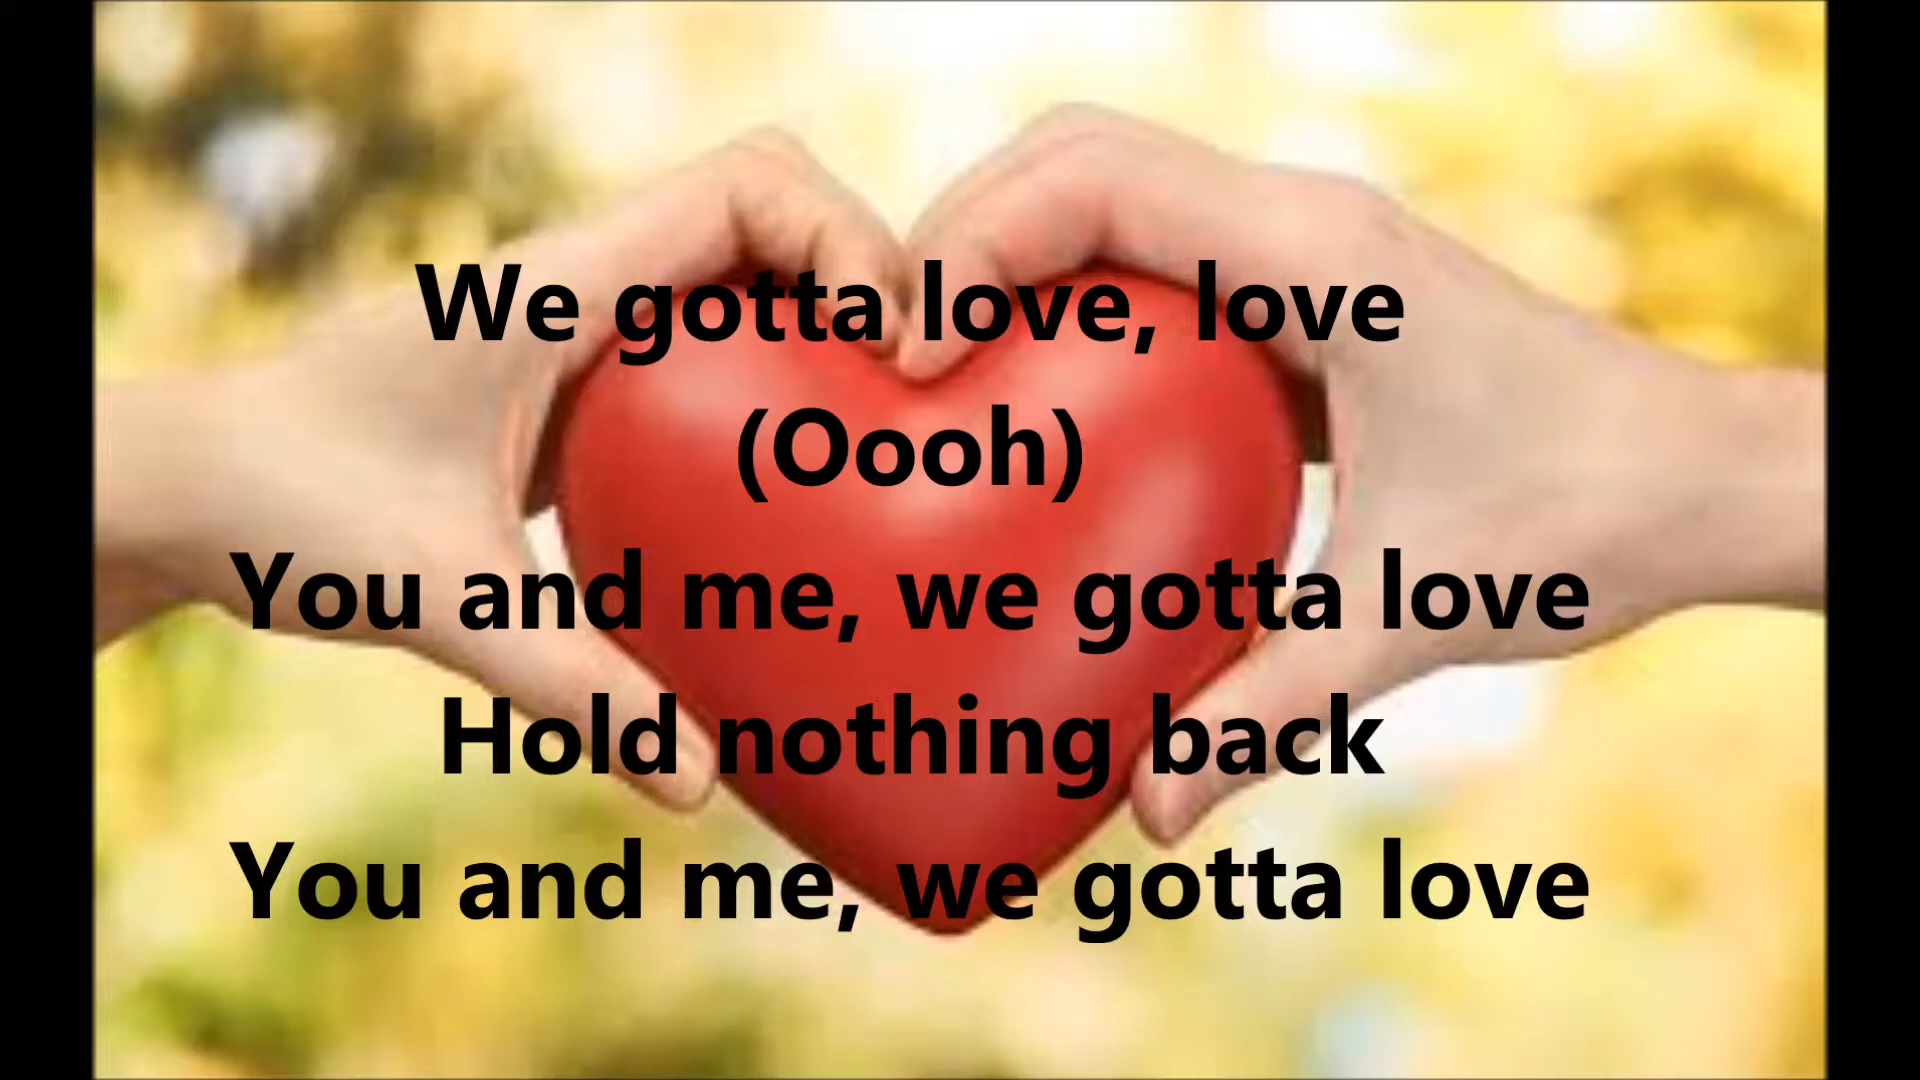 We gotta love, love
(Oooh)
You and me, we gotta love
Hold nothing back
You and me, we gotta love